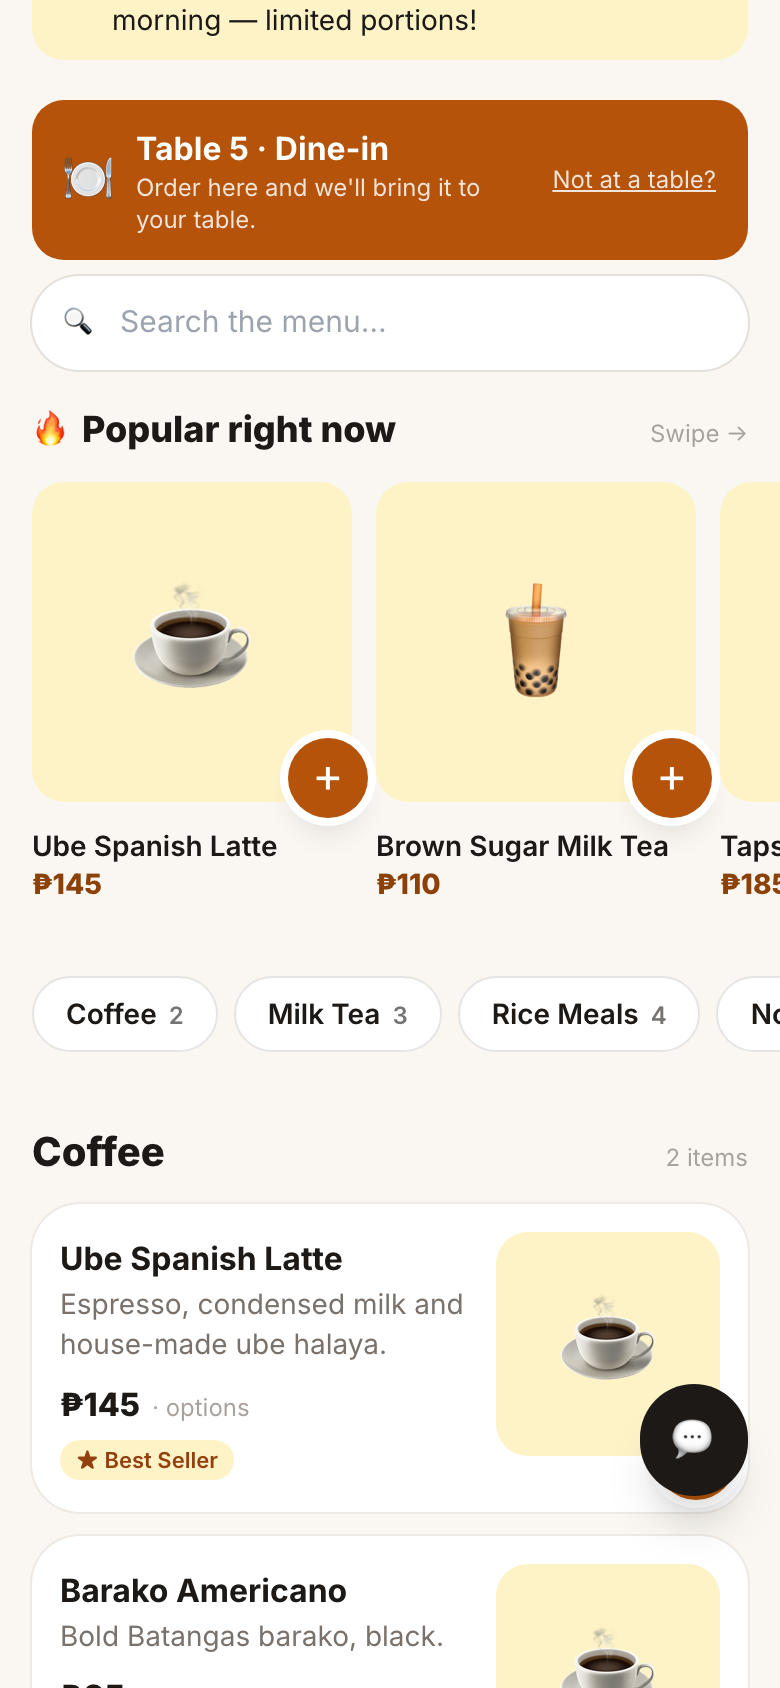 morning — limited portions!
Table 5 · Dine-in
Order here and we'll bring it to
your table.
Not at a table?
Search the menu...
Popular right now
Swipe →
Ube Spanish Latte
₱145
Brown Sugar Milk Tea
₱110
Taps
₱185
Coffee 2
Milk Tea 3
Rice Meals 4
No
Coffee
2 items
Ube Spanish Latte
Espresso, condensed milk and
house-made ube halaya.
₱145 · options
★ Best Seller
Barako Americano
Bold Batangas barako, black.